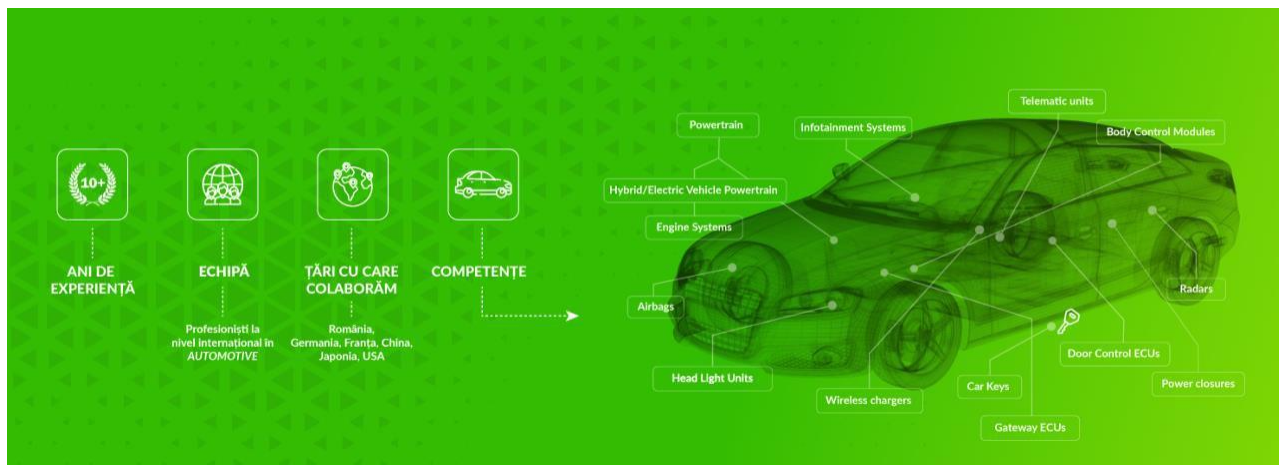 10+
ANI DE
EXPERIENȚĂ
ECHIPĂ
Profesioniști la
nivel internațional în
AUTOMOTIVE
ȚĂRI CU CARE
COLABORĂM
România,
Germania, Franța, China,
Japonia, USA
COMPETENȚE
Powertrain
Hybrid/Electric Vehicle Powertrain
Engine Systems
Infotainment Systems
Telematic units
Body Control Modules
Airbags
Head Light Units
Wireless chargers
Car Keys
Gateway ECUs
Door Control ECUs
Power closures
Radars